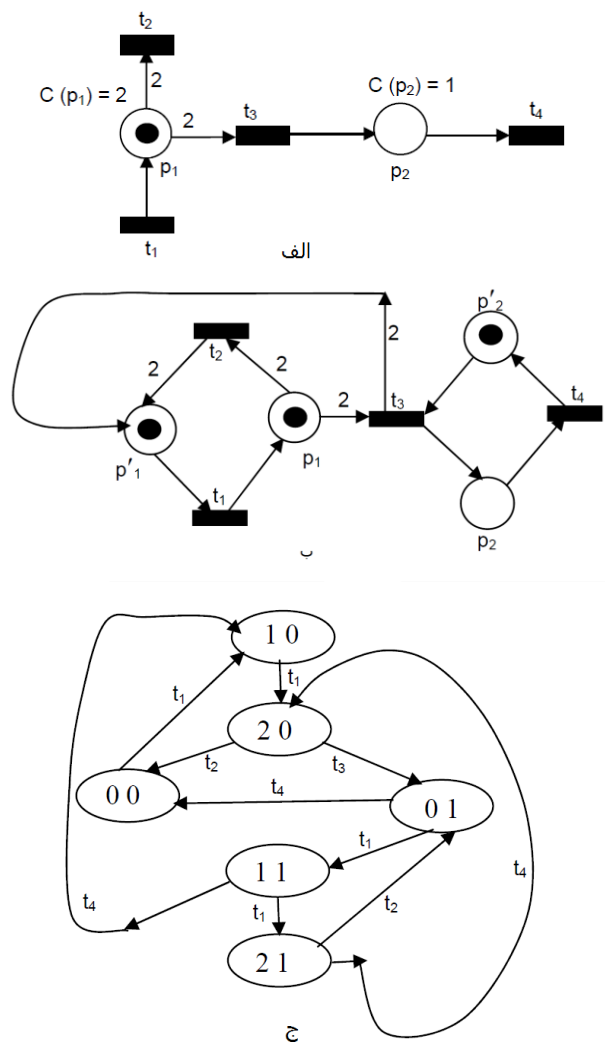 t₂
2
C (p₁) = 2
C (p₂) = 1
2
t₃
t₄
p₁
p₂
t₁
الف
p′₂
2
t₂
2
2
2
t₃
t₄
p′₁
p₁
t₁
p₂
ب
1 0
t₁
t₁
2 0
t₂
t₃
0 0
t₄
0 1
t₁
1 1
t₄
t₁
t₂
t₄
2 1
ج